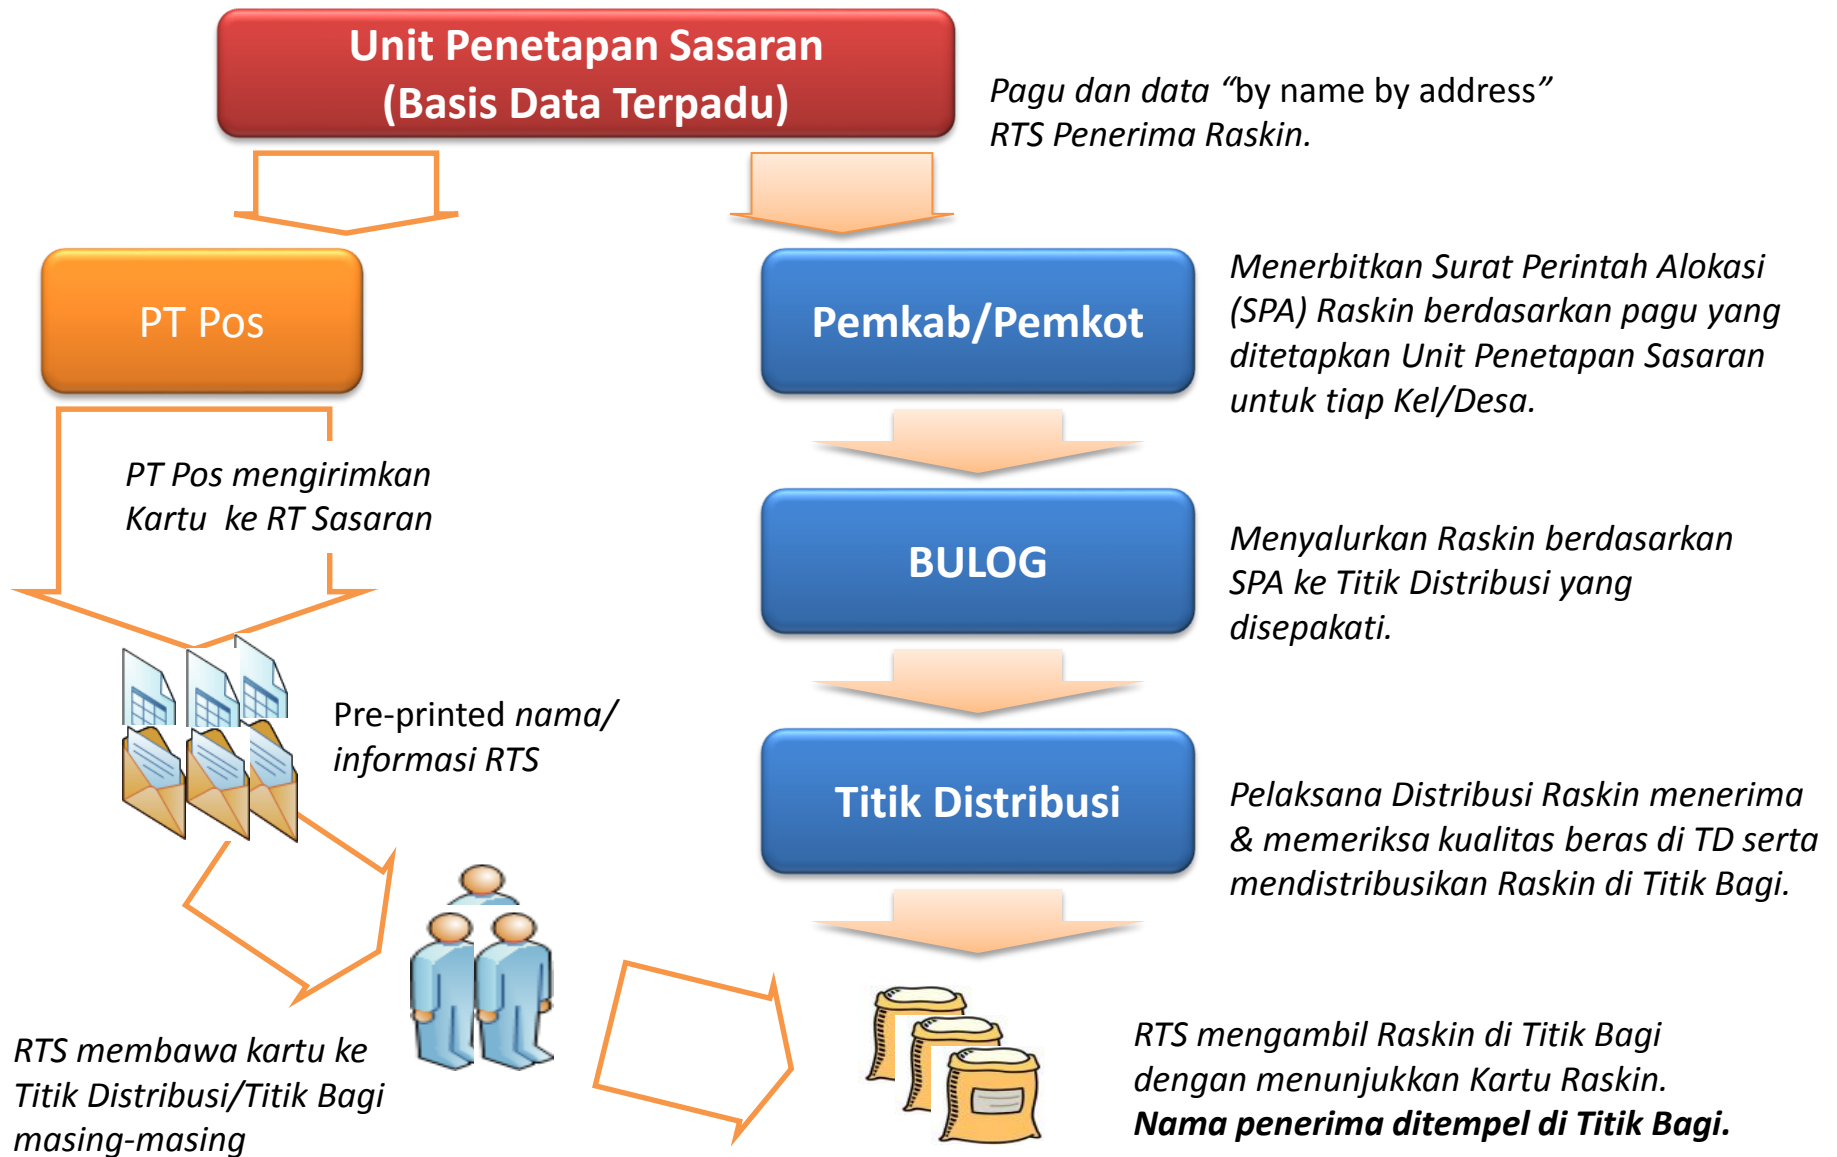 Unit Penetapan Sasaran
(Basis Data Terpadu)
Pagu dan data “by name by address”
RTS Penerima Raskin.
PT Pos
Pemkab/Pemkot
Menerbitkan Surat Perintah Alokasi
(SPA) Raskin berdasarkan pagu yang
ditetapkan Unit Penetapan Sasaran
untuk tiap Kel/Desa.
PT Pos mengirimkan
Kartu ke RT Sasaran
BULOG
Menyalurkan Raskin berdasarkan
SPA ke Titik Distribusi yang
disepakati.
Pre-printed nama/
informasi RTS
Titik Distribusi
Pelaksana Distribusi Raskin menerima
& memeriksa kualitas beras di TD serta
mendistribusikan Raskin di Titik Bagi.
RTS membawa kartu ke
Titik Distribusi/Titik Bagi
masing-masing
RTS mengambil Raskin di Titik Bagi
dengan menunjukkan Kartu Raskin.
Nama penerima ditempel di Titik Bagi.